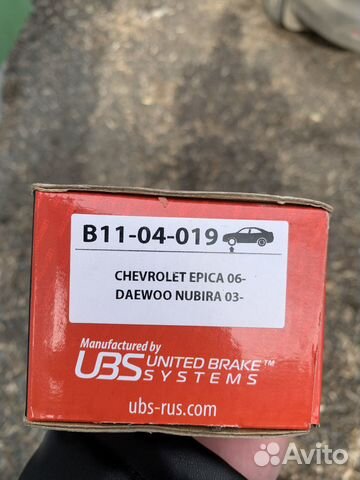 B11-04-019
CHEVROLET EPICA 06-
DAEWOO NUBIRA 03-
Manufactured by
UBS UNITED BRAKE™
SYSTEMS
ubs-rus.com
Avito